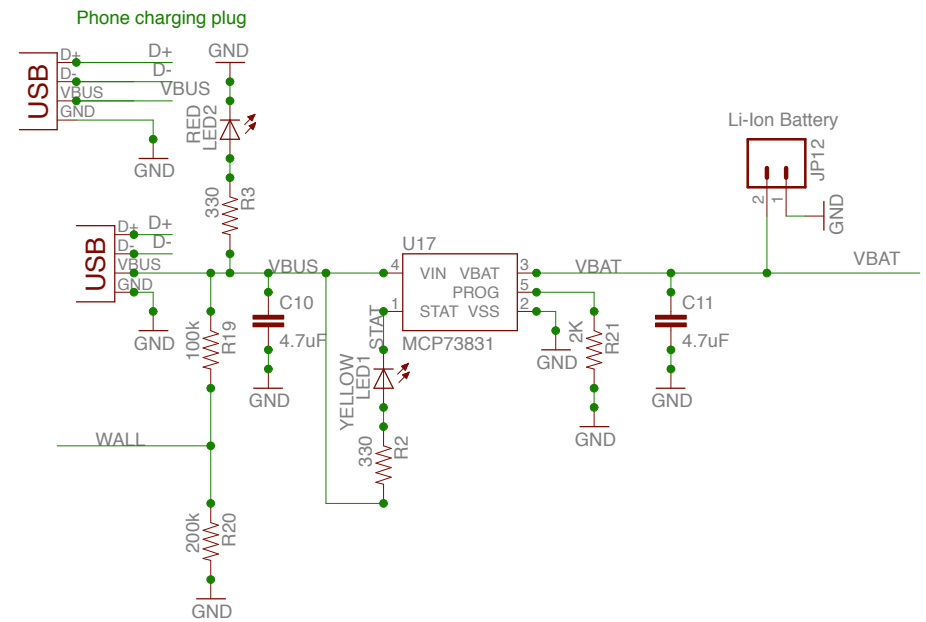 Phone charging plug
USB
D+
D-
VBUS
GND
D+
D-
VBUS
GND
GND
RED
LED2
330
R3
USB
D+
D-
VBUS
GND
D+
D-
GND
VBUS
100k
R19
C10
4.7uF
GND
WALL
200k
R20
GND
U17
4
VIN
VBAT
3
PROG
5
1
STAT
VSS
2
MCP73831
STAT
YELLOW
LED1
330
R2
GND
2K
R21
GND
VBAT
C11
4.7uF
GND
Li-Ion Battery
JP12
2
1
GND
VBAT